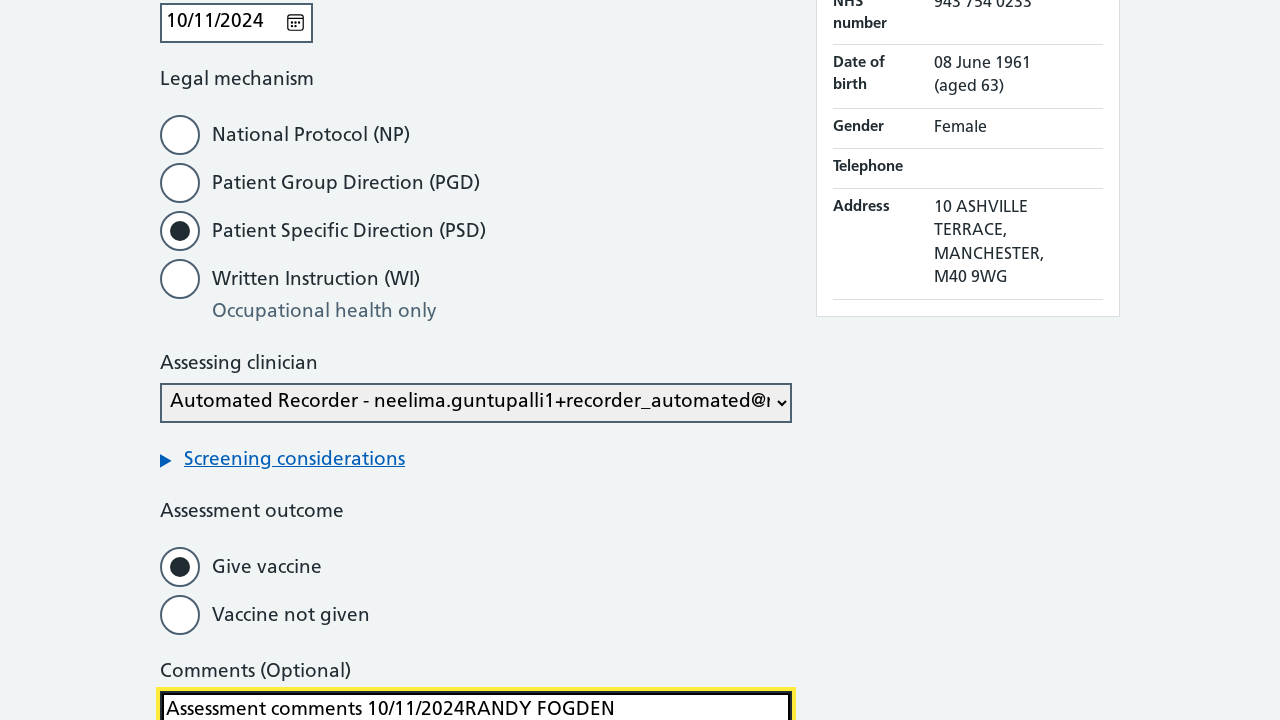 10/11/2024
Legal mechanism
National Protocol (NP)
Patient Group Direction (PGD)
Patient Specific Direction (PSD)
Written Instruction (WI)
Occupational health only
Assessing clinician
Automated Recorder - neelima.guntupalli1+recorder_automated@
Screening considerations
Assessment outcome
Give vaccine
Vaccine not given
Comments (Optional)
Assessment comments 10/11/2024RANDY FOGDEN
NHS number 943 754 0233
Date of birth 08 June 1961 (aged 63)
Gender Female
Telephone
Address 10 ASHVILLE
TERRACE,
MANCHESTER,
M40 9WG